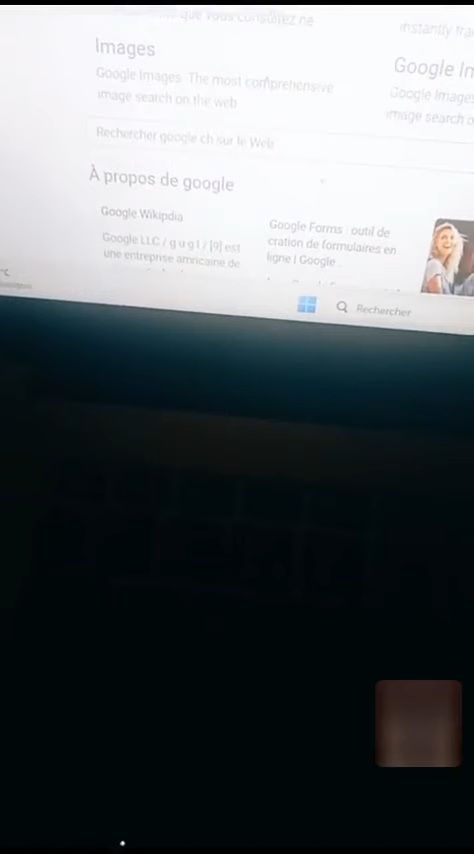 que vous consultez ne
instantly
Images
Google Images. The most comprehensive
image search on the web
Google
Google Images
image search
Rechercher google ch sur le Web
À propos de google
Google Wikipdia
Google LLC / g u g l / [9] est
une entreprise amricaine de
Google Forms : outil de
cration de formulaires en
ligne | Google
Rechercher